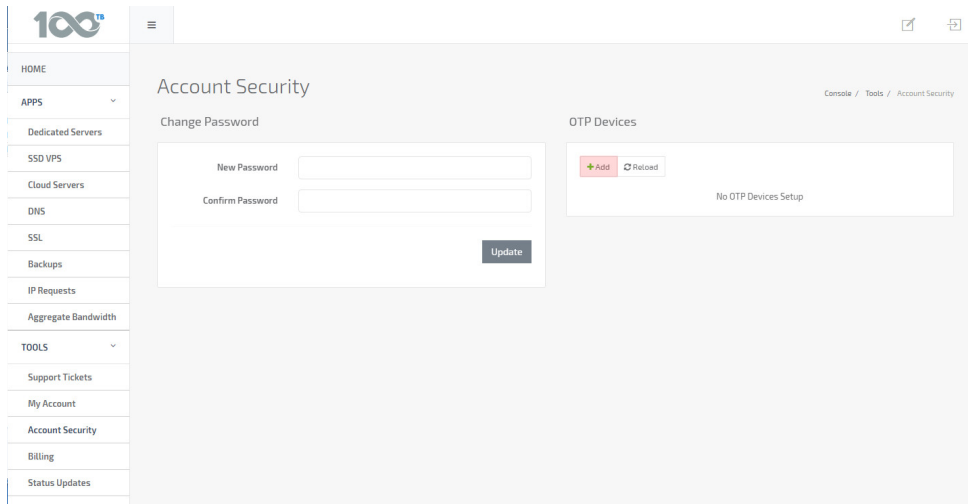 100TB
HOME
APPS
Dedicated Servers
SSD VPS
Cloud Servers
DNS
SSL
Backups
IP Requests
Aggregate Bandwidth
TOOLS
Support Tickets
My Account
Account Security
Billing
Status Updates
Account Security
Console / Tools / Account Security
Change Password
New Password
Confirm Password
Update
OTP Devices
Add Reload
No OTP Devices Setup